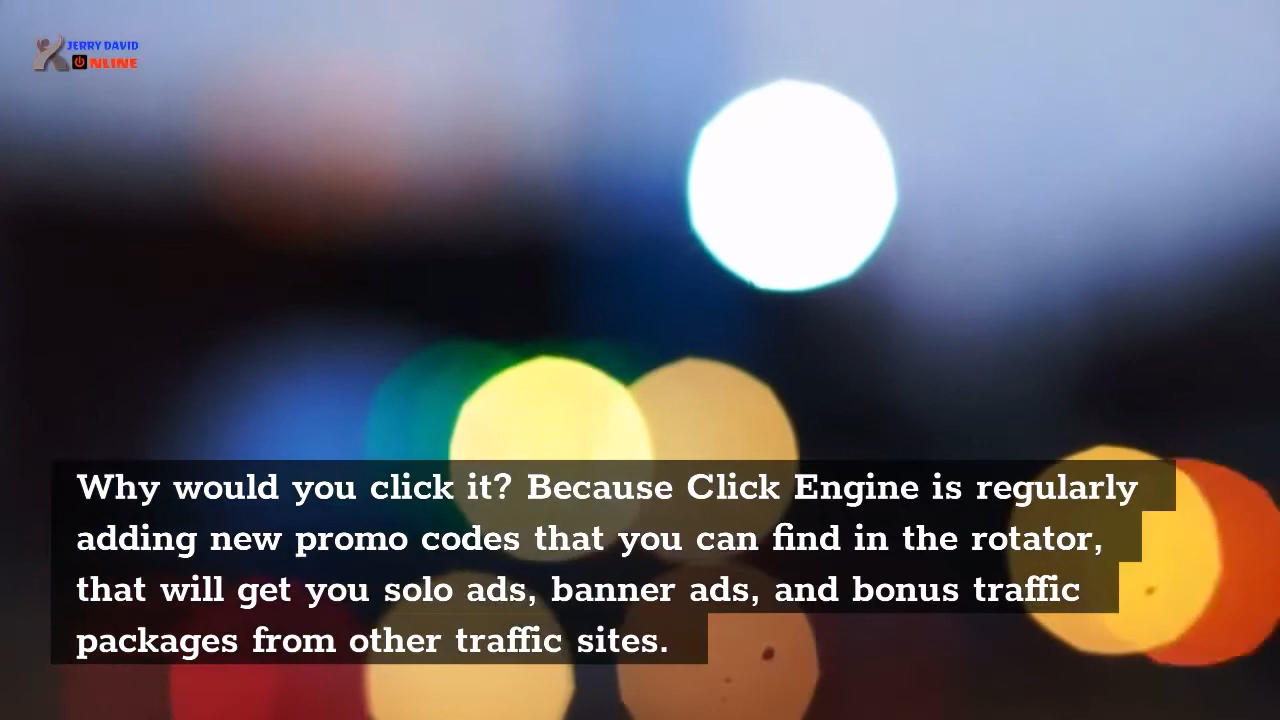 JERRY DAVID
ONLINE
Why would you click it? Because Click Engine is regularly
adding new promo codes that you can find in the rotator,
that will get you solo ads, banner ads, and bonus traffic
packages from other traffic sites.